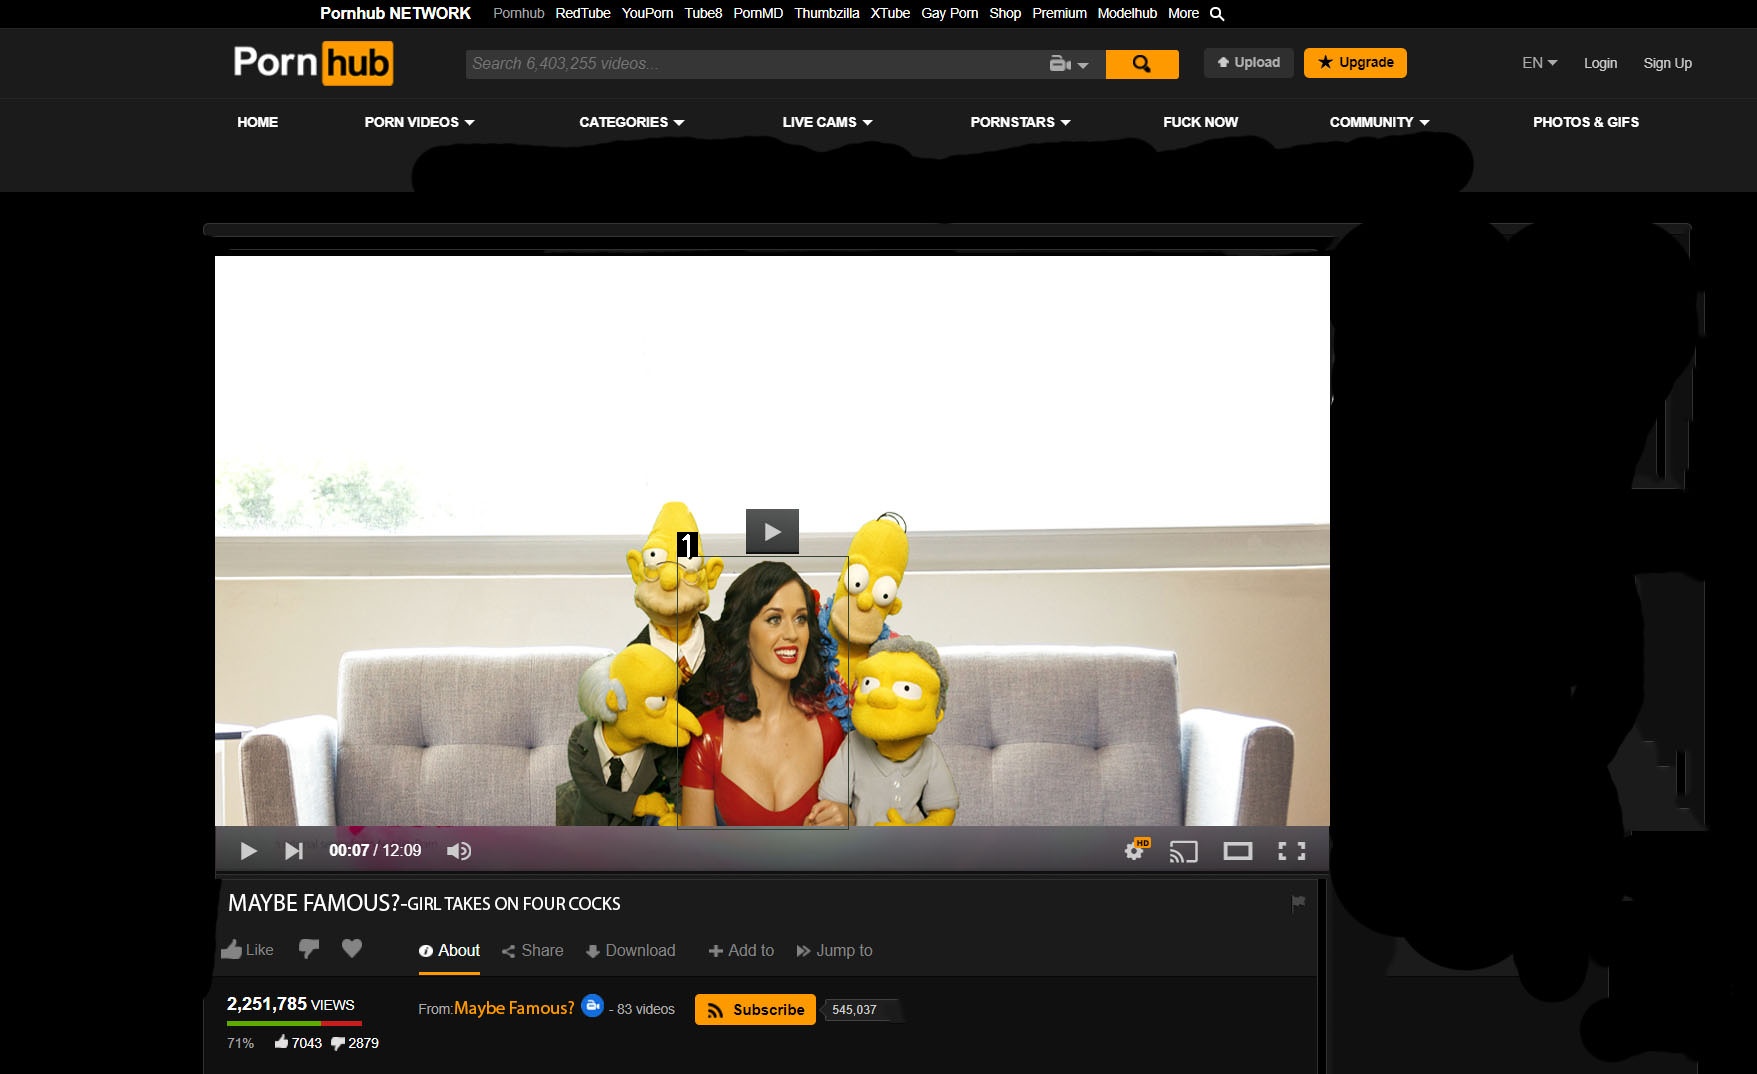 Pornhub NETWORK Pornhub RedTube YouPorn Tube8 PornMD Thumbzilla XTube Gay Porn Shop Premium Modelhub More
Porn hub Search 6,403,255 videos... Upload Upgrade EN Login Sign Up
HOME PORN VIDEOS CATEGORIES LIVE CAMS PORNSTARS FUCK NOW COMMUNITY PHOTOS & GIFS
1
00:07 / 12:09 HD
MAYBE FAMOUS?-GIRL TAKES ON FOUR COCKS
Like About Share Download Add to Jump to
2,251,785 VIEWS From:Maybe Famous? - 83 videos Subscribe 545,037
71% 7043 2879